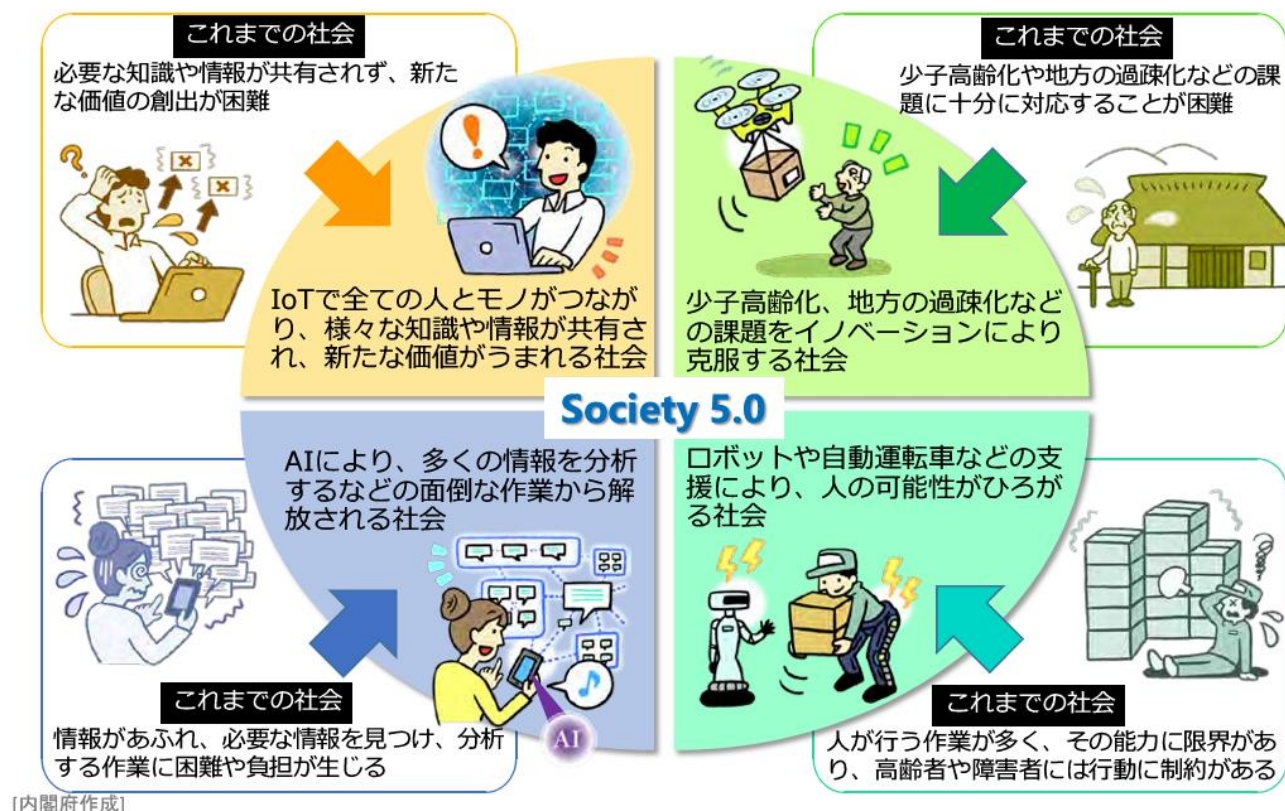 これまでの社会
必要な知識や情報が共有されず、新た
な価値の創出が困難
これまでの社会
少子高齢化や地方の過疎化などの課
題に十分に対応することが困難
IoTで全ての人とモノがつなが
り、様々な知識や情報が共有さ
れ、新たな価値がうまれる社会
少子高齢化、地方の過疎化など
の課題をイノベーションにより
克服する社会
Society 5.0
AIにより、多くの情報を分析
するなどの面倒な作業から解
放される社会
ロボットや自動運転車などの支
援により、人の可能性がひろが
る社会
AI
これまでの社会
情報があふれ、必要な情報を見つけ、分析
する作業に困難や負担が生じる
これまでの社会
人が行う作業が多く、その能力に限界があ
り、高齢者や障害者には行動に制約がある
[内閣府作成]